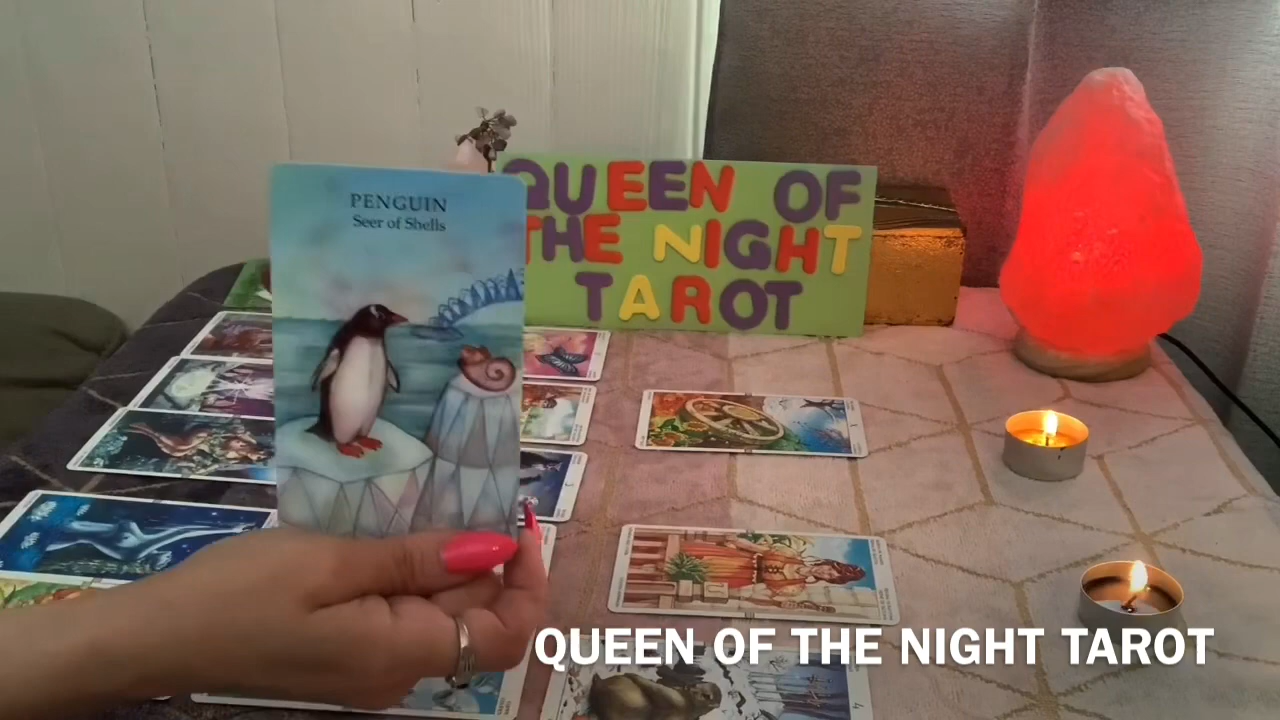 PENGUIN
Seer of Shells
QUEEN OF
THE NIGHT
TAROT
QUEEN OF THE NIGHT TAROT